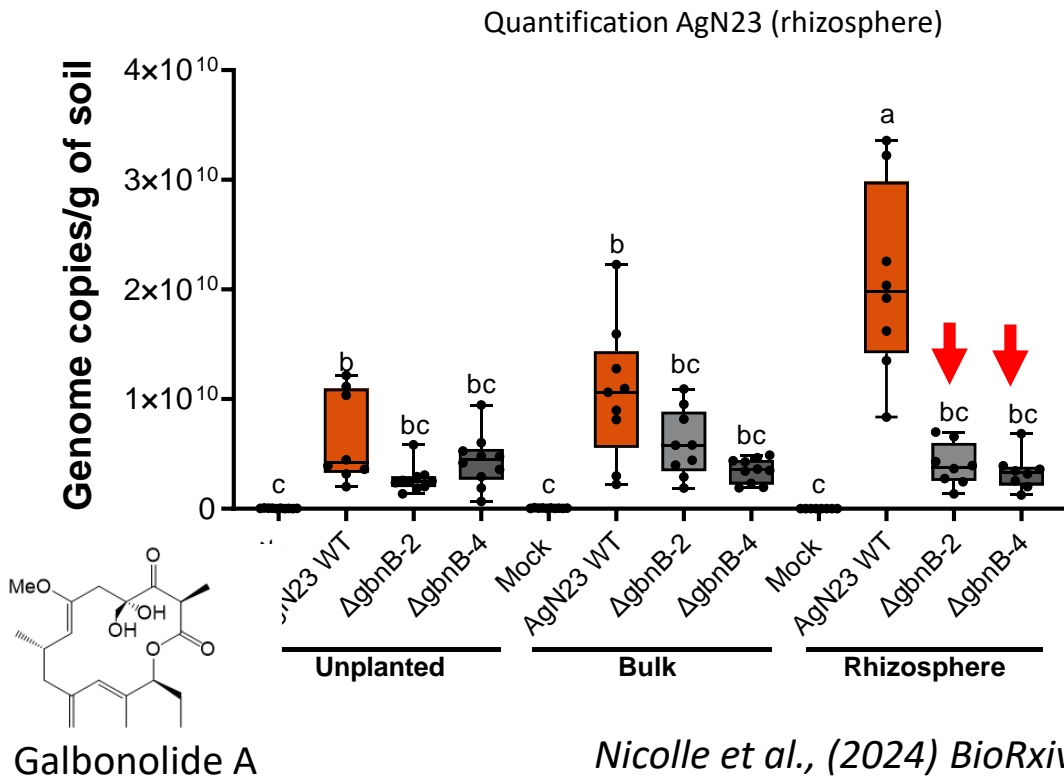 Quantification AgN23 (rhizosphere)
Genome copies/g of soil
4×10¹⁰
3×10¹⁰
2×10¹⁰
1×10¹⁰
0
c
b
bc
bc
c
b
bc
bc
c
a
bc
bc
AgN23 WT
ΔgbnB-2
ΔgbnB-4
Mock
AgN23 WT
ΔgbnB-2
ΔgbnB-4
Mock
AgN23 WT
ΔgbnB-2
ΔgbnB-4
Unplanted
Bulk
Rhizosphere
MeO
O
OH
OH
O
O
Galbonolide A
Nicolle et al., (2024) BioRxiv